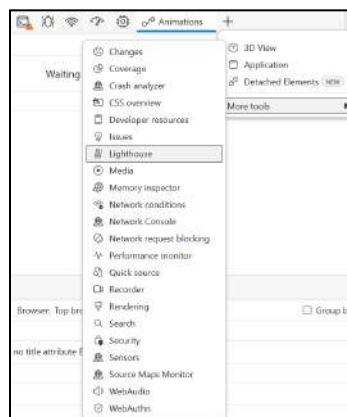 Animations
3D View
Application
Detached Elements NEW
More tools
Waiting
Changes
Coverage
Crash analyzer
CSS overview
Developer resources
Issues
Lighthouse
Media
Memory inspector
Network conditions
Network Console
Network request blocking
Performance monitor
Quick source
Recorder
Rendering
Search
Security
Sensors
Source Maps Monitor
WebAudio
WebAuthn
Browser: Top bro
Group b
no title attribute E